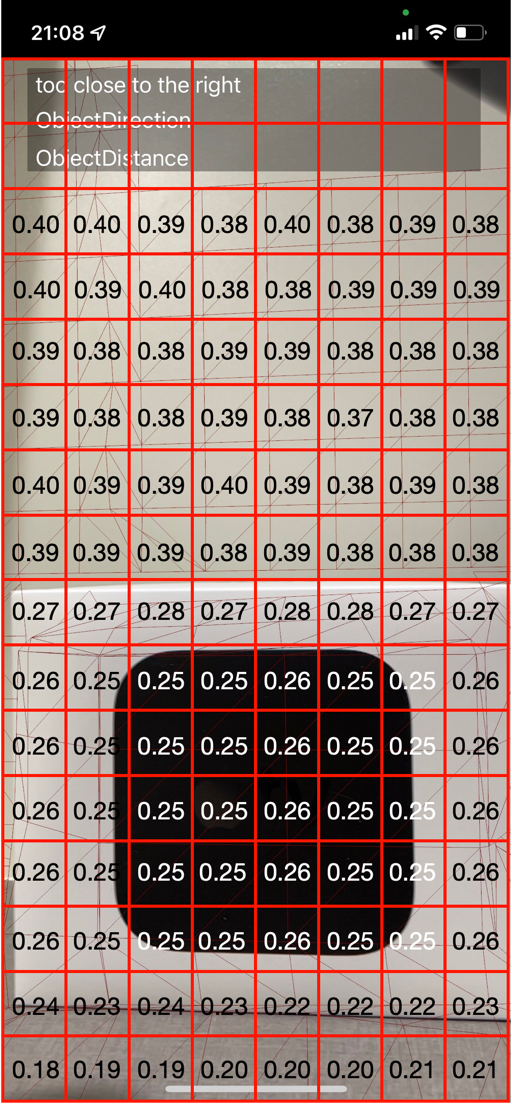 21:08
too close to the right
ObjectDirection
ObjectDistance
0.40 0.40 0.39 0.38 0.40 0.38 0.39 0.38
0.40 0.39 0.40 0.38 0.38 0.39 0.39 0.39
0.39 0.38 0.38 0.39 0.39 0.38 0.38 0.38
0.39 0.38 0.38 0.39 0.38 0.37 0.38 0.38
0.40 0.39 0.39 0.40 0.39 0.38 0.39 0.38
0.39 0.39 0.39 0.38 0.39 0.38 0.38 0.38
0.27 0.27 0.28 0.27 0.28 0.28 0.27 0.27
0.26 0.25 0.25 0.25 0.26 0.25 0.25 0.26
0.26 0.25 0.25 0.25 0.26 0.25 0.25 0.26
0.26 0.25 0.25 0.25 0.26 0.25 0.25 0.26
0.26 0.25 0.25 0.25 0.26 0.25 0.25 0.26
0.26 0.25 0.25 0.25 0.26 0.25 0.25 0.26
0.24 0.23 0.24 0.23 0.22 0.22 0.22 0.23
0.18 0.19 0.19 0.20 0.20 0.20 0.21 0.21